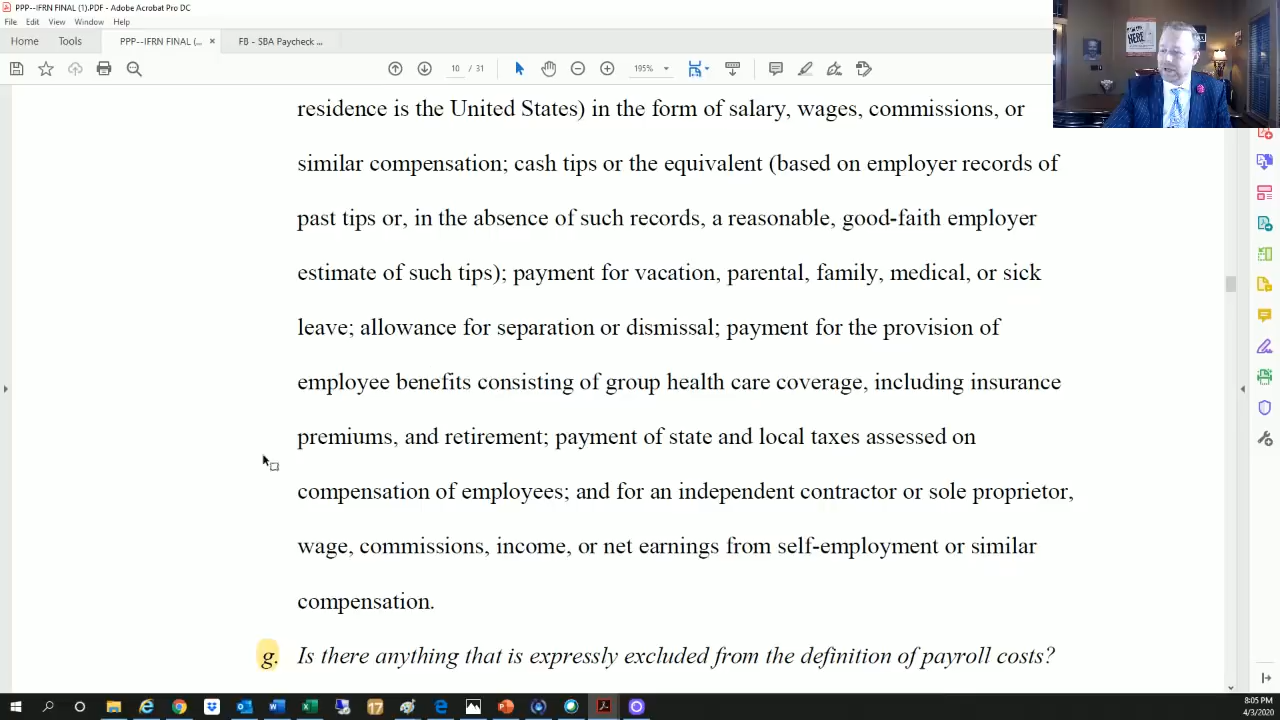 PPP--IFRN FINAL (1).PDF - Adobe Acrobat Pro DC
File Edit View Window Help
Home Tools PPP--IFRN FINAL (... × FB - SBA Paycheck ...
10 / 31 195%
HERE
residence is the United States) in the form of salary, wages, commissions, or
similar compensation; cash tips or the equivalent (based on employer records of
past tips or, in the absence of such records, a reasonable, good-faith employer
estimate of such tips); payment for vacation, parental, family, medical, or sick
leave; allowance for separation or dismissal; payment for the provision of
employee benefits consisting of group health care coverage, including insurance
premiums, and retirement; payment of state and local taxes assessed on
compensation of employees; and for an independent contractor or sole proprietor,
wage, commissions, income, or net earnings from self-employment or similar
compensation.
g. Is there anything that is expressly excluded from the definition of payroll costs?
8:05 PM
4/3/2020